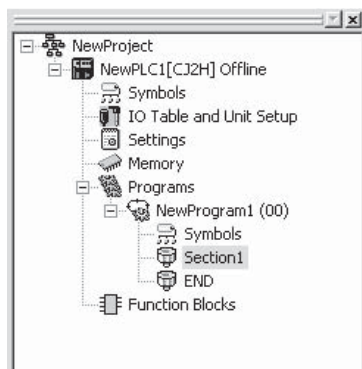 NewProject
NewPLC1[CJ2H] Offline
Symbols
IO Table and Unit Setup
Settings
Memory
Programs
NewProgram1 (00)
Symbols
Section1
END
Function Blocks